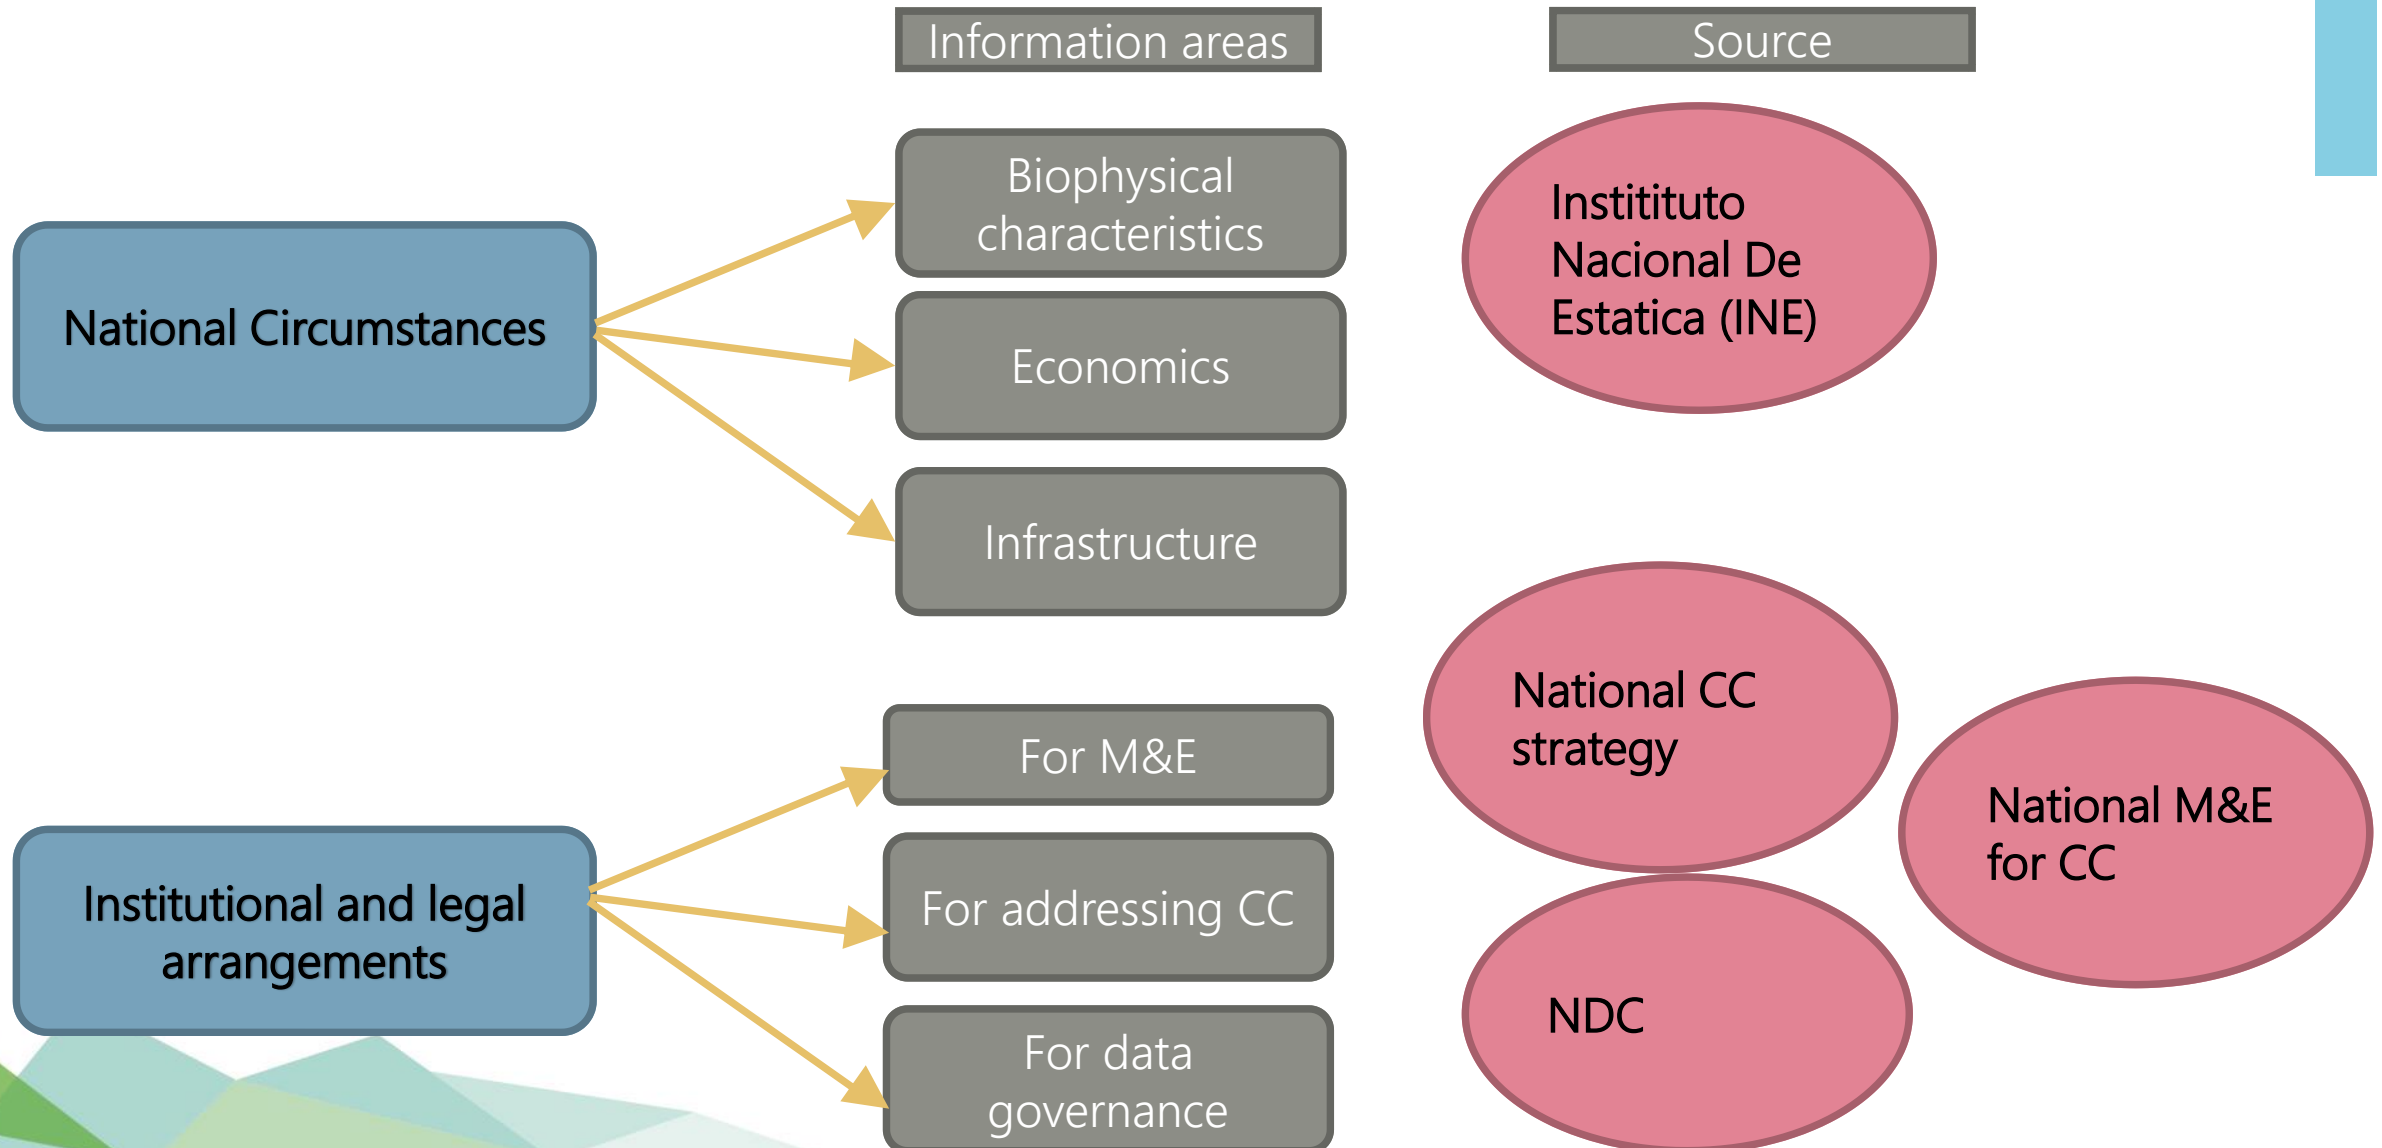 Information areas
Source
National Circumstances
Biophysical
characteristics
Economics
Infrastructure
Institituto
Nacional De
Estatica (INE)
Institutional and legal
arrangements
For M&E
For addressing CC
For data
governance
National CC
strategy
National M&E
for CC
NDC